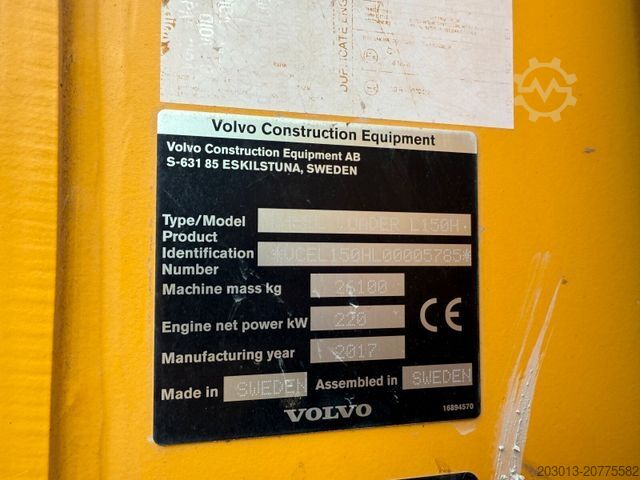 DUPLICATE ENG
Volvo Construction Equipment
Volvo Construction Equipment AB
S-631 85 ESKILSTUNA, SWEDEN
Type/Model LOADER L150H
Product
Identification *VCEL150HL00005785*
Number
Machine mass kg 26100
Engine net power kW 220
CE
Manufacturing year 2017
Made in SWEDEN Assembled in SWEDEN
VOLVO 16894570
203013-20775582